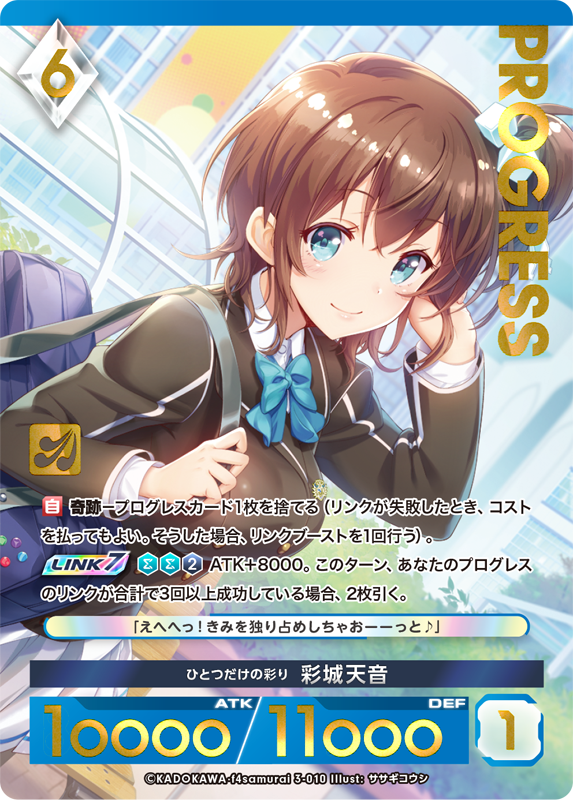 6
PROGRESS
自 奇跡―プログレスカード1枚を捨てる（リンクが失敗したとき、コスト
を払ってもよい。そうした場合、リンクブーストを1回行う）。
LINK7 Σ Σ 2 ATK+8000。このターン、あなたのプログレス
のリンクが合計で3回以上成功している場合、2枚引く。
「えへへっ！きみを独り占めしちゃおーーっと♪」
ひとつだけの彩り 彩城天音
ATK DEF
10000/11000 1
©KADOKAWA-f4samurai 3-010 Illust: ササギコウシ